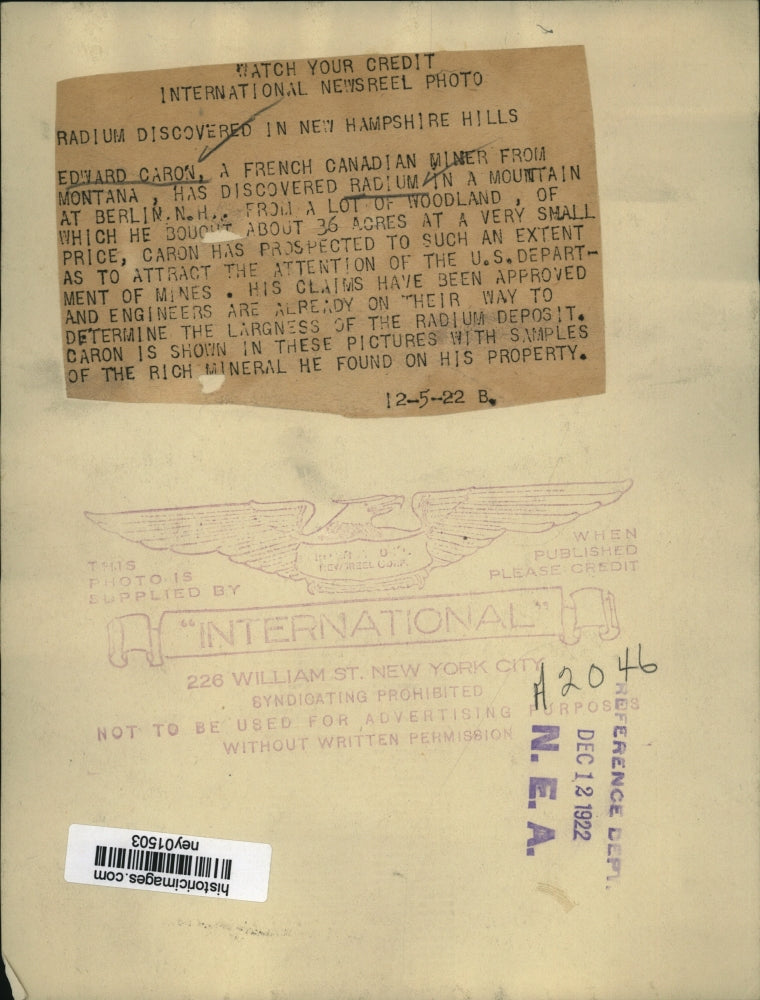 WATCH YOUR CREDIT
INTERNATIONAL NEWSREEL PHOTO
RADIUM DISCOVERED IN NEW HAMPSHIRE HILLS
EDWARD CARON, A FRENCH CANADIAN MINER FROM
MONTANA , HAS DISCOVERED RADIUM IN A MOUNTAIN
AT BERLIN, N.H., FROM A LOT OF WOODLAND , OF
WHICH HE BOUGHT ABOUT 36 ACRES AT A VERY SMALL
PRICE, CARON HAS PROSPECTED TO SUCH AN EXTENT
AS TO ATTRACT THE ATTENTION OF THE U.S. DEPART-
MENT OF MINES . HIS CLAIMS HAVE BEEN APPROVED
AND ENGINEERS ARE ALREADY ON THEIR WAY TO
DETERMINE THE LARGNESS OF THE RADIUM DEPOSIT.
CARON IS SHOWN IN THESE PICTURES WITH SAMPLES
OF THE RICH MINERAL HE FOUND ON HIS PROPERTY.
12-5-22 B.
NEWSREEL CORP.
THIS
PHOTO IS
SUPPLIED BY
WHEN
PUBLISHED
PLEASE CREDIT
"INTERNATIONAL"
226 WILLIAM ST. NEW YORK CITY
SYNDICATING PROHIBITED
NOT TO BE USED FOR ADVERTISING PURPOSES
WITHOUT WRITTEN PERMISSION
A2046
REFERENCE DEPT.
DEC 12 1922
N. E. A.
historicimages.com
ney01503